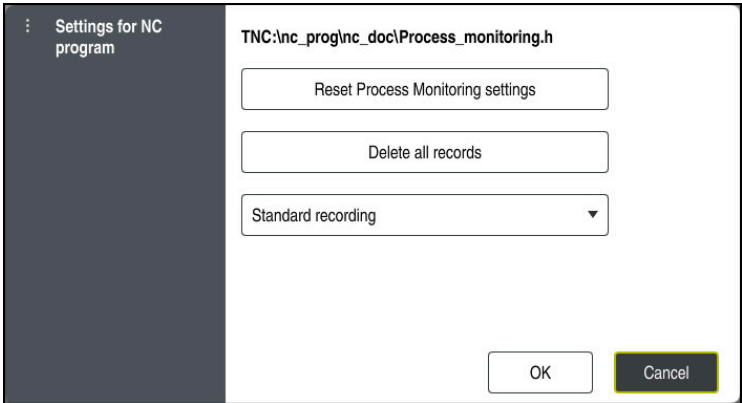 Settings for NC
program
TNC:\nc_prog\nc_doc\Process_monitoring.h
Reset Process Monitoring settings
Delete all records
Standard recording
OK
Cancel